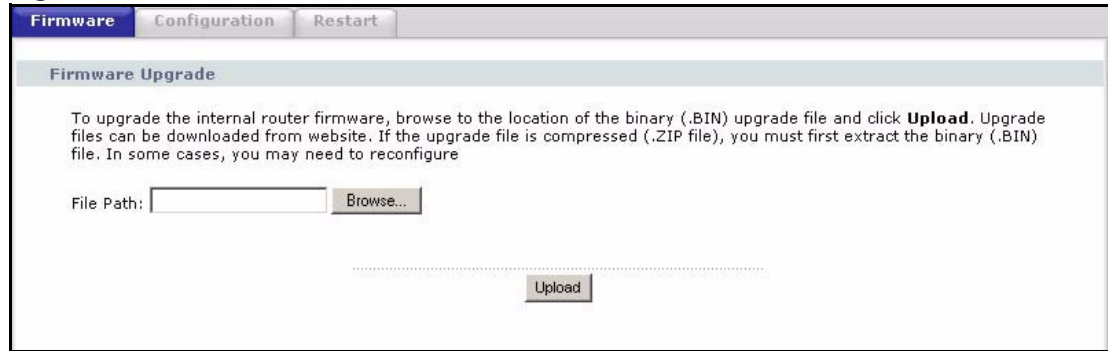 Firmware Configuration Restart
Firmware Upgrade
To upgrade the internal router firmware, browse to the location of the binary (.BIN) upgrade file and click Upload. Upgrade
files can be downloaded from website. If the upgrade file is compressed (.ZIP file), you must first extract the binary (.BIN)
file. In some cases, you may need to reconfigure
File Path: Browse...
Upload